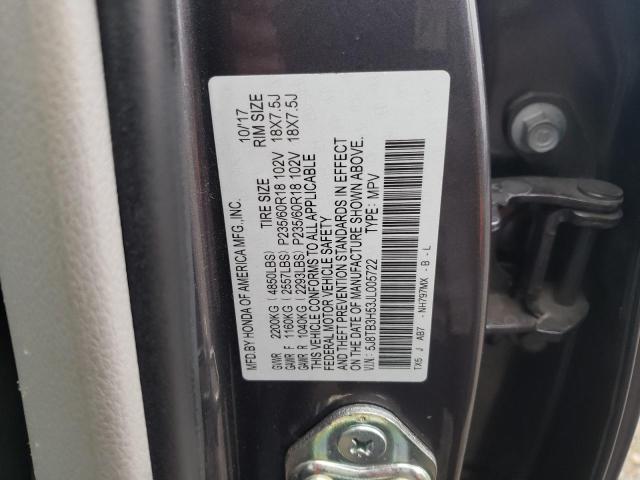 MFD.BY HONDA OF AMERICA MFG.,INC. 10/'17
TIRE SIZE RIM SIZE
GVWR 2200KG (4850LBS)
GAWR F 1160KG (2557LBS) P235/60R18 102V 18X7.5J
GAWR R 1040KG (2293LBS) P235/60R18 102V 18X7.5J
THIS VEHICLE CONFORMS TO ALL APPLICABLE
FEDERAL MOTOR VEHICLE SAFETY
AND THEFT PREVENTION STANDARDS IN EFFECT
ON THE DATE OF MANUFACTURE SHOWN ABOVE.
V.I.N.: 5J8TB3H53JL005722 TYPE: MPV
TX5 J AB7 -NH797MX -B-L